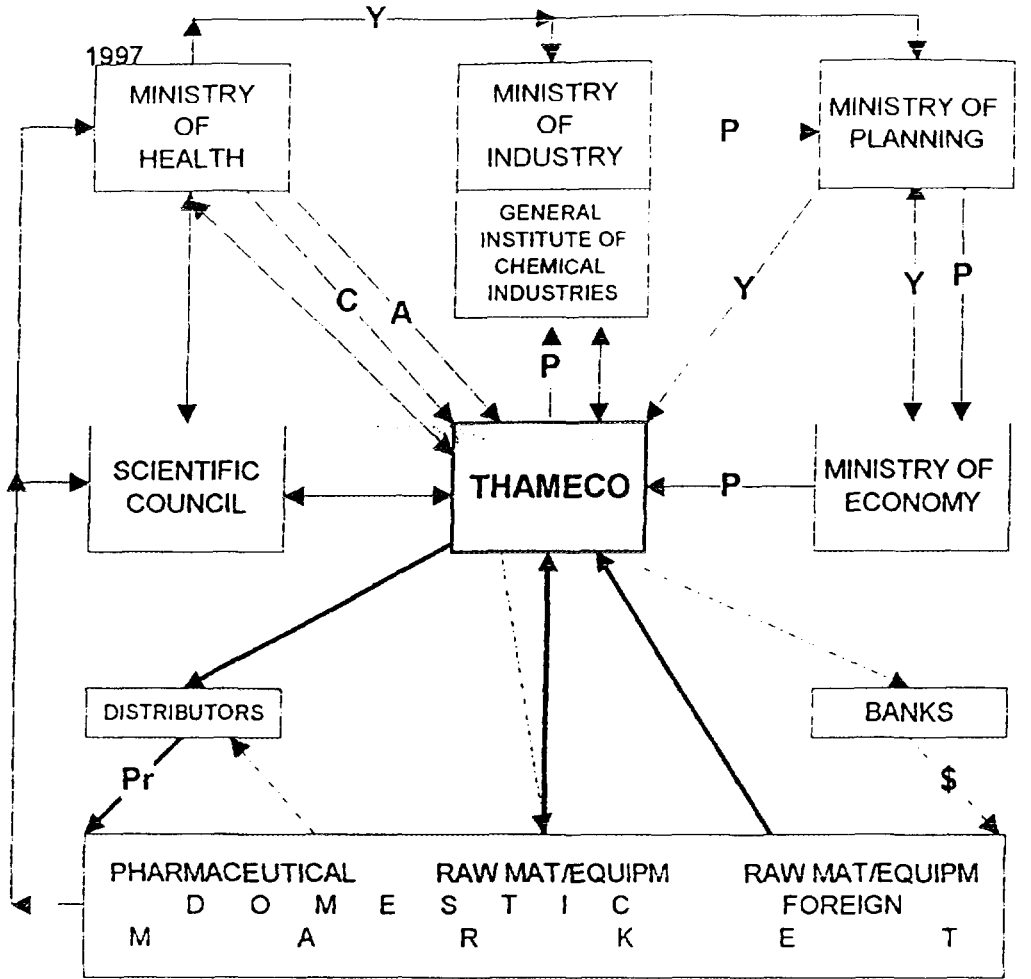 Y
1997
MINISTRY
OF
HEALTH
MINISTRY
OF
INDUSTRY
P
MINISTRY OF
PLANNING
GENERAL
INSTITUTE OF
CHEMICAL
INDUSTRIES
C
A
Y
Y
P
P
SCIENTIFIC
COUNCIL
THAMECO
P
MINISTRY OF
ECONOMY
DISTRIBUTORS
BANKS
Pr
$
PHARMACEUTICAL RAW MAT/EQUIPM RAW MAT/EQUIPM
D O M E S T I C FOREIGN
M A R K E T